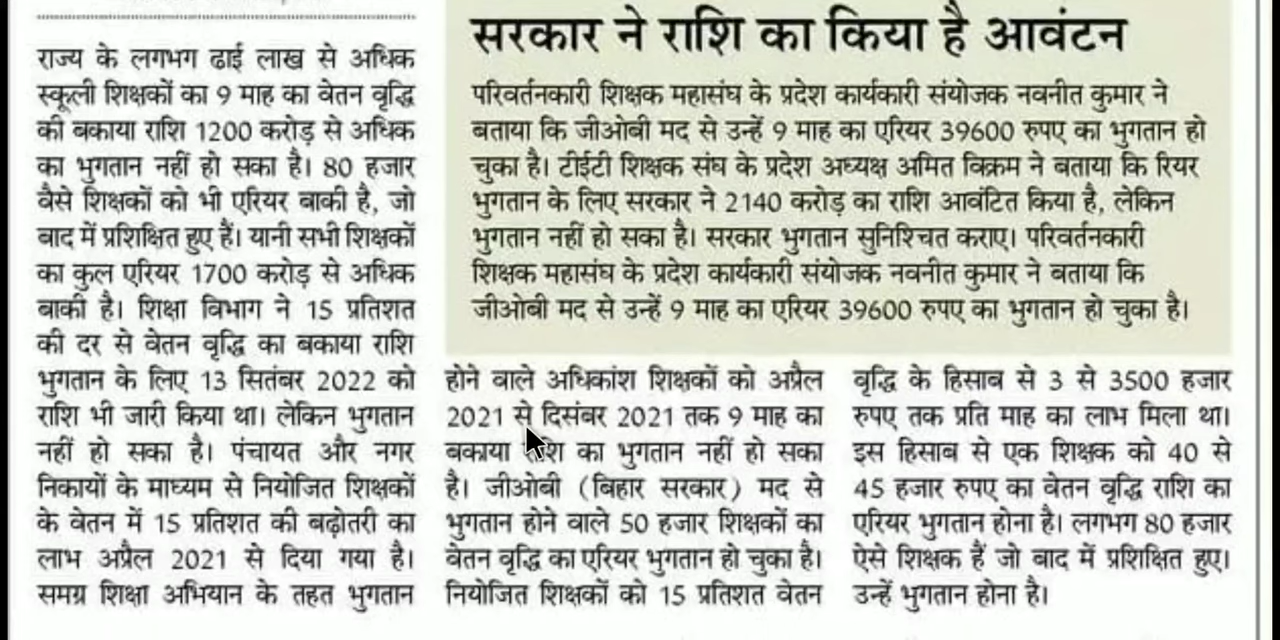 राज्य के लगभग ढाई लाख से अधिक
स्कूली शिक्षकों का 9 माह का वेतन वृद्धि
की बकाया राशि 1200 करोड़ से अधिक
का भुगतान नहीं हो सका है। 80 हजार
वैसे शिक्षकों को भी एरियर बाकी है, जो
बाद में प्रशिक्षित हुए हैं। यानी सभी शिक्षकों
का कुल एरियर 1700 करोड़ से अधिक
बाकी है। शिक्षा विभाग ने 15 प्रतिशत
की दर से वेतन वृद्धि का बकाया राशि
भुगतान के लिए 13 सितंबर 2022 को
राशि भी जारी किया था। लेकिन भुगतान
नहीं हो सका है। पंचायत और नगर
निकायों के माध्यम से नियोजित शिक्षकों
के वेतन में 15 प्रतिशत की बढ़ोतरी का
लाभ अप्रैल 2021 से दिया गया है।
समग्र शिक्षा अभियान के तहत भुगतान
सरकार ने राशि का किया है आवंटन
परिवर्तनकारी शिक्षक महासंघ के प्रदेश कार्यकारी संयोजक नवनीत कुमार ने
बताया कि जीओबी मद से उन्हें 9 माह का एरियर 39600 रुपए का भुगतान हो
चुका है। टीईटी शिक्षक संघ के प्रदेश अध्यक्ष अमित विक्रम ने बताया कि रियर
भुगतान के लिए सरकार ने 2140 करोड़ का राशि आवंटित किया है, लेकिन
भुगतान नहीं हो सका है। सरकार भुगतान सुनिश्चित कराए। परिवर्तनकारी
शिक्षक महासंघ के प्रदेश कार्यकारी संयोजक नवनीत कुमार ने बताया कि
जीओबी मद से उन्हें 9 माह का एरियर 39600 रुपए का भुगतान हो चुका है।
होने वाले अधिकांश शिक्षकों को अप्रैल
2021 से दिसंबर 2021 तक 9 माह का
बकाया का भुगतान नहीं हो सका
है। जीओबी (बिहार सरकार) मद से
भुगतान होने वाले 50 हजार शिक्षकों का
वेतन वृद्धि का एरियर भुगतान हो चुका है।
नियोजित शिक्षकों को 15 प्रतिशत वेतन
वृद्धि के हिसाब से 3 से 3500 हजार
रुपए तक प्रति माह का लाभ मिला था।
इस हिसाब से एक शिक्षक को 40 से
45 हजार रुपए का वेतन वृद्धि राशि का
एरियर भुगतान होना है। लगभग 80 हजार
ऐसे शिक्षक हैं जो बाद में प्रशिक्षित हुए।
उन्हें भुगतान होना है।